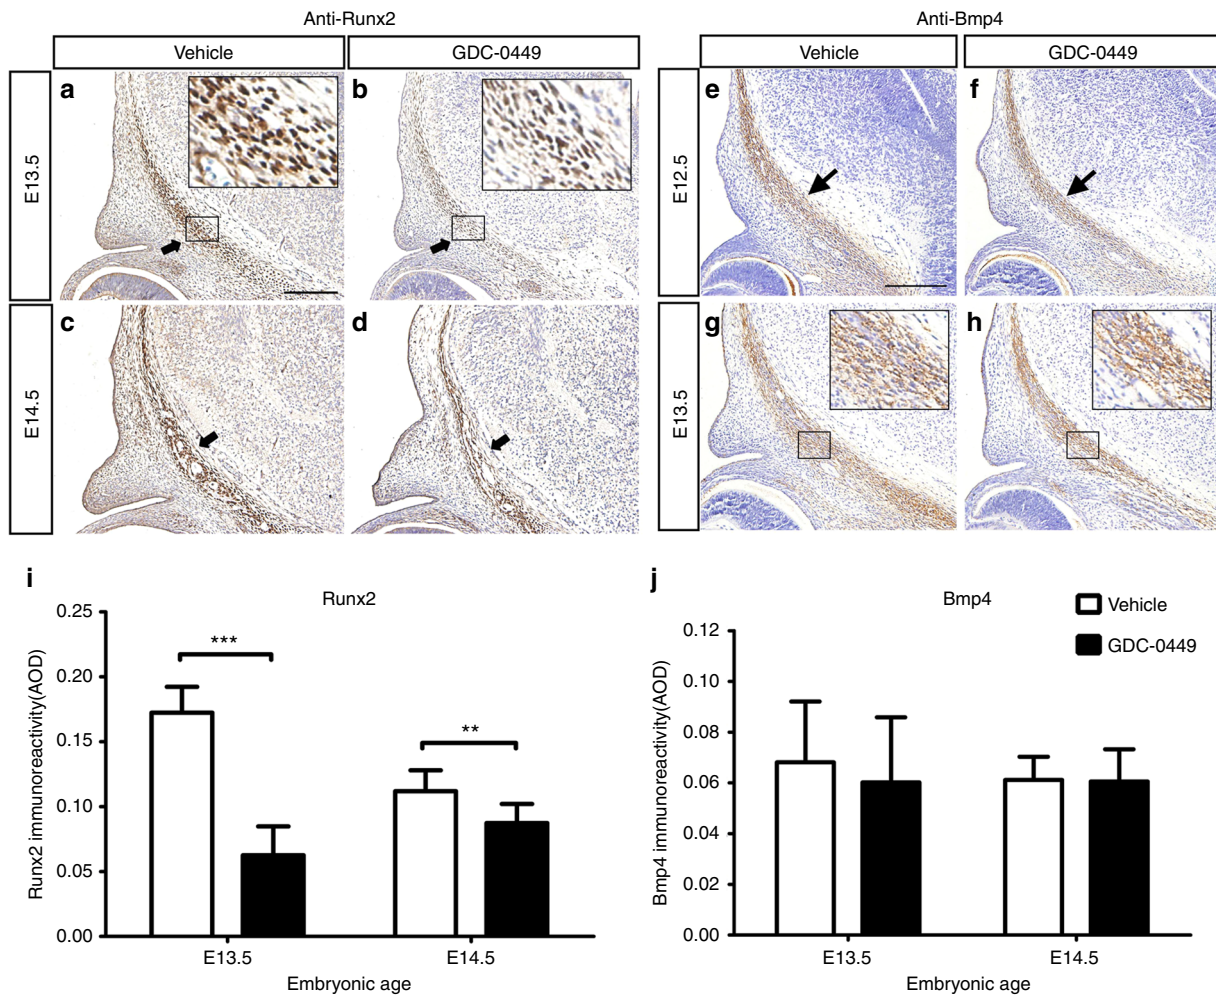 Anti-Runx2
Anti-Bmp4
Vehicle
GDC-0449
Vehicle
GDC-0449
E13.5
a
b
E12.5
e
f
E14.5
c
d
E13.5
g
h
i
Runx2
Runx2 immunoreactivity(AOD)
0.25
0.20
0.15
0.10
0.05
0.00
***
**
E13.5
E14.5
Embryonic age
j
Bmp4
Vehicle
GDC-0449
Bmp4 immunoreactivity(AOD)
0.12
0.10
0.08
0.06
0.04
0.02
0.00
E13.5
E14.5
Embryonic age